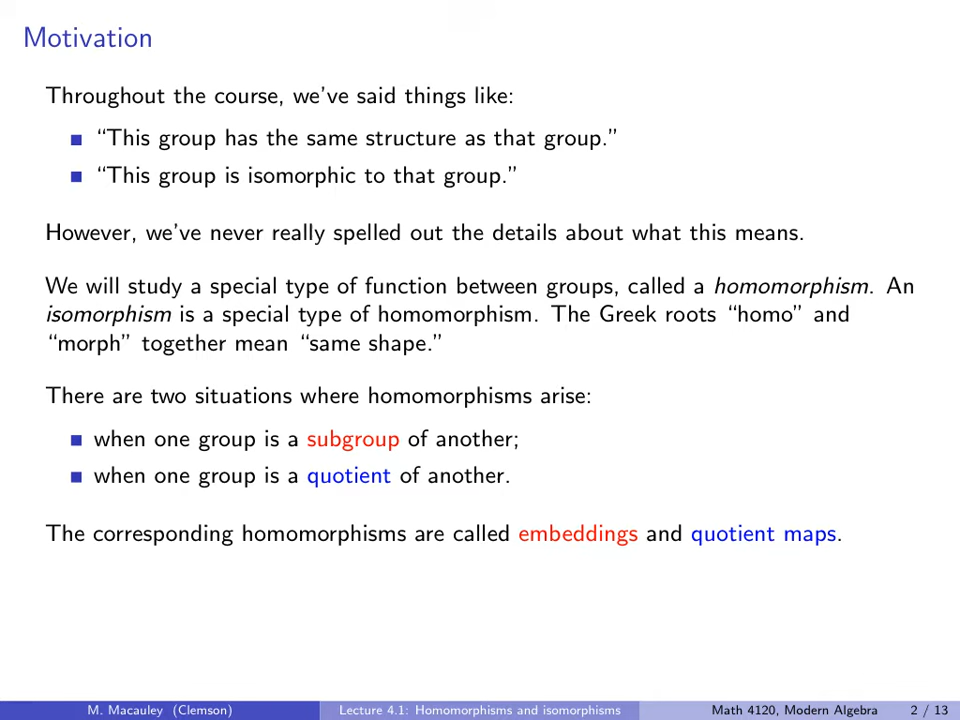 Motivation
Throughout the course, we've said things like:
“This group has the same structure as that group.”
“This group is isomorphic to that group.”
However, we've never really spelled out the details about what this means.
We will study a special type of function between groups, called a homomorphism. An
isomorphism is a special type of homomorphism. The Greek roots “homo” and
“morph” together mean “same shape.”
There are two situations where homomorphisms arise:
when one group is a subgroup of another;
when one group is a quotient of another.
The corresponding homomorphisms are called embeddings and quotient maps.
M. Macauley (Clemson) Lecture 4.1: Homomorphisms and isomorphisms Math 4120, Modern Algebra 2 / 13